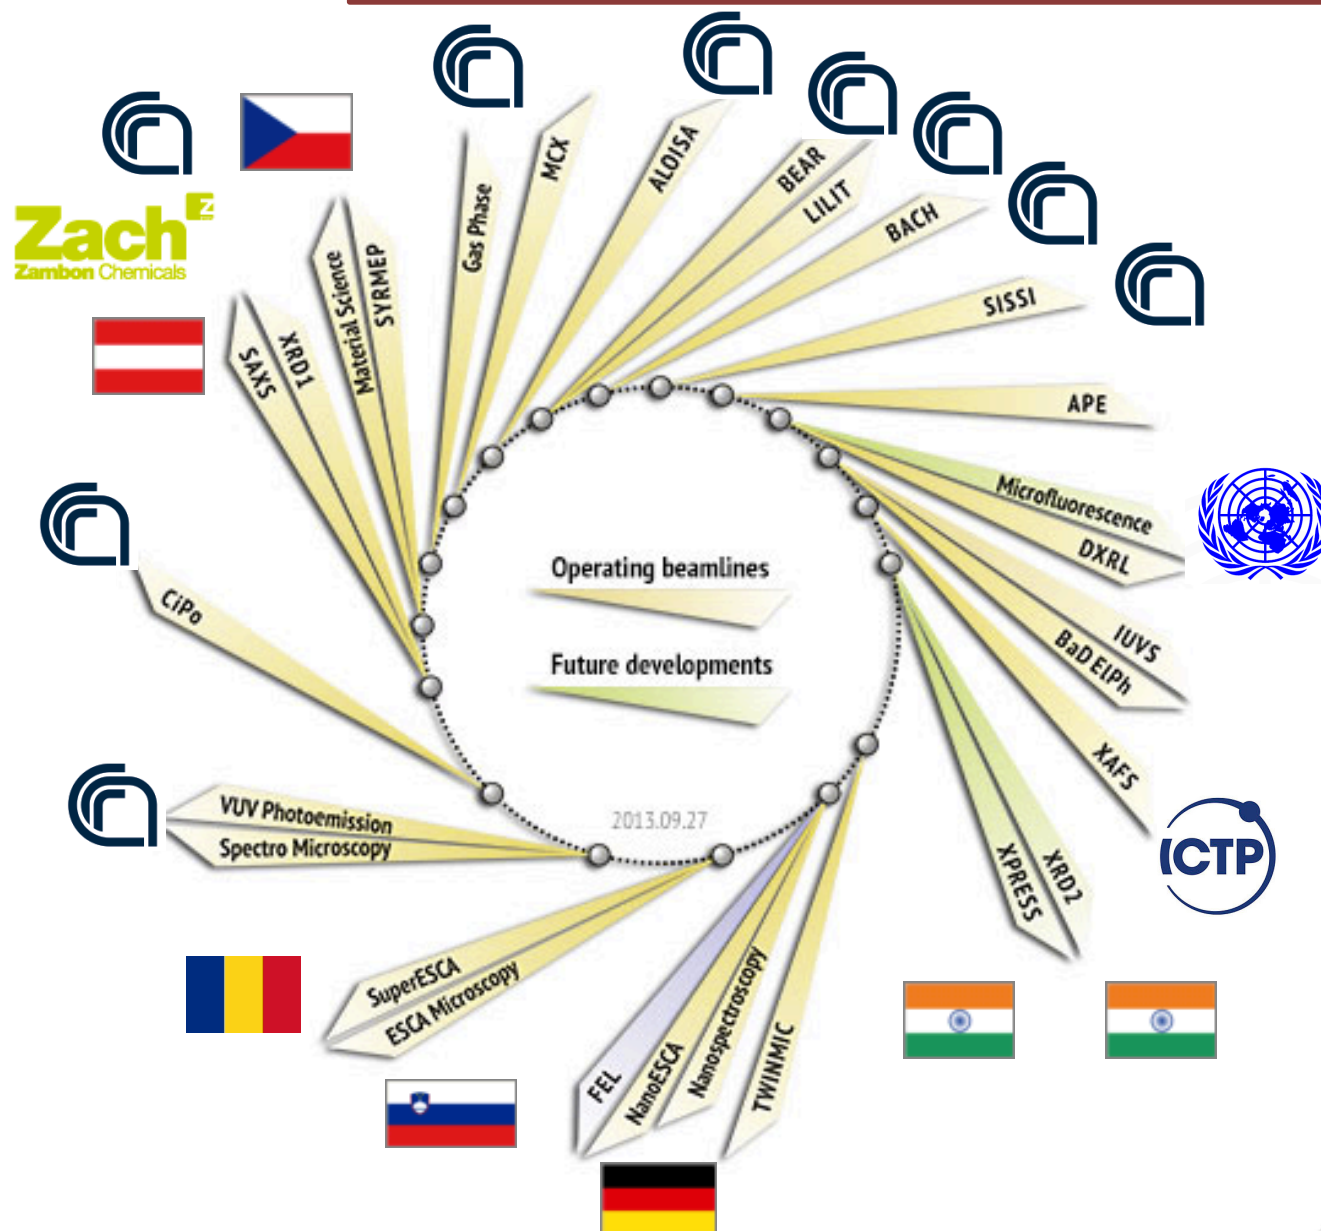 Zach
Z
Zambon Chemicals
SAXS
XRD1
Material Science
SYRMEP
Gas Phase
MCX
ALOISA
BEAR
LILIT
BACH
SISSI
APE
Microfluorescence
DXRL
IUVS
BaD ElPh
XAFS
XRD2
XPRESS
ICTP
TWINMIC
Nanospectroscopy
NanoESCA
FEL
ESCA Microscopy
SuperESCA
Spectro Microscopy
VUV Photoemission
CiPo
Operating beamlines
Future developments
2013.09.27